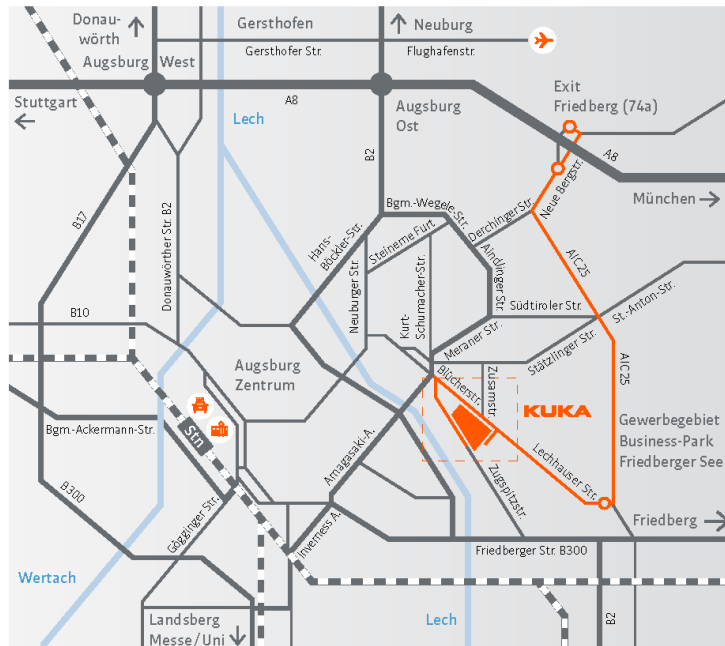 Donau-
wörth
Gersthofen
Neuburg
Gersthofer Str.
Flughafenstr.
Augsburg
West
Stuttgart
A8
Lech
Augsburg
Ost
Exit
Friedberg (74a)
A8
München
B2
B17
Donauwörther Str. B2
Bgm.-Wegele-Str.
Derchinger Str.
Neue Bergstr.
Hans-
Böckler-Str.
Steinerne Furt
Aindlinger Str.
AIC25
Neuburger Str.
Kurt-
Schumacher-Str.
Südtiroler Str.
St.-Anton-Str.
B10
Meraner Str.
Stätzlinger Str.
AIC25
Augsburg
Zentrum
Blücherstr.
Zusamstr.
KUKA
Gewerbegebiet
Business-Park
Friedberger See
Bgm.-Ackermann-Str.
Stn
Amagasaki-A.
Lechhauser Str.
Zugspitzstr.
B300
Gögginger Str.
Inverness A.
Friedberg
Friedberger Str. B300
Wertach
Landsberg
Messe/Uni
Lech
B2